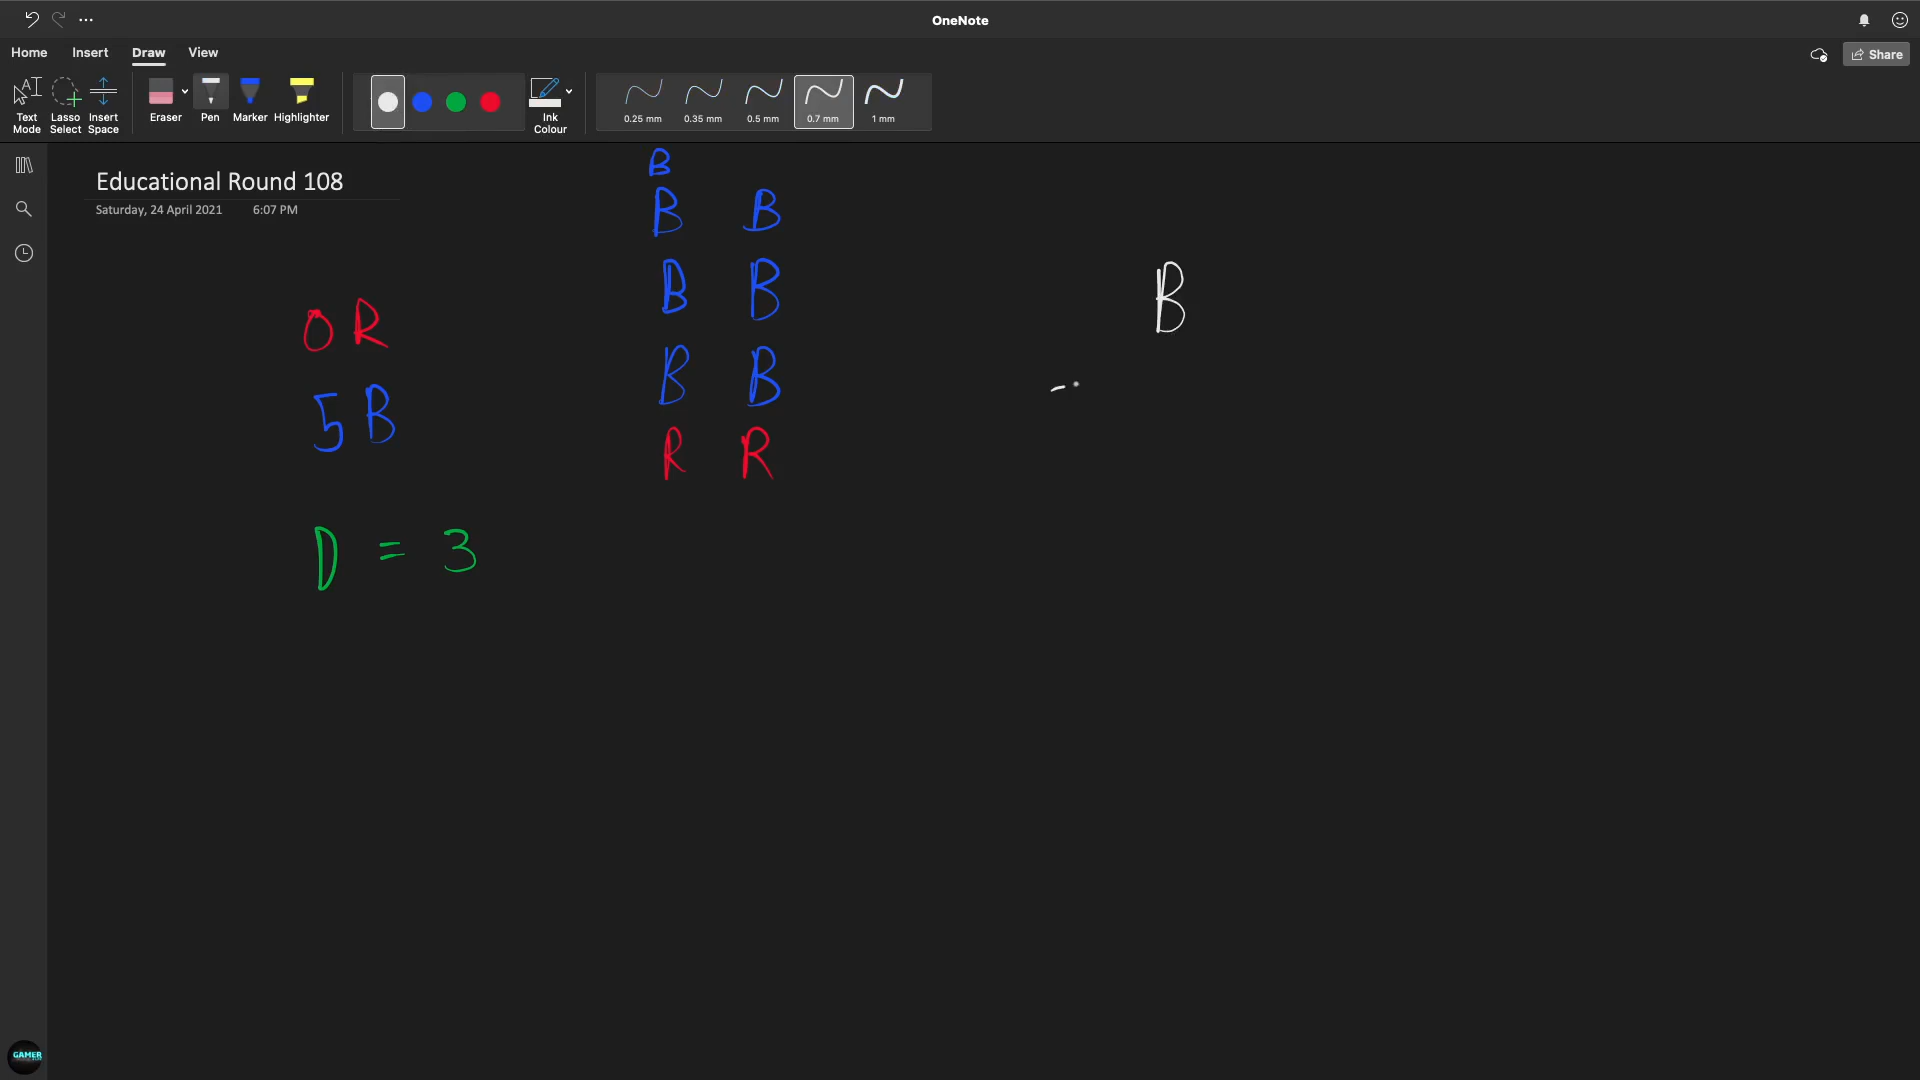 OneNote
Home Insert Draw View
Share
Text Mode
Lasso Select
Insert Space
Eraser
Pen
Marker
Highlighter
Ink Colour
0.25 mm
0.35 mm
0.5 mm
0.7 mm
1 mm
Educational Round 108
Saturday, 24 April 2021 6:07 PM
0 R
5 B
D = 3
B
B B
B B
B B
R R
B
GAMER